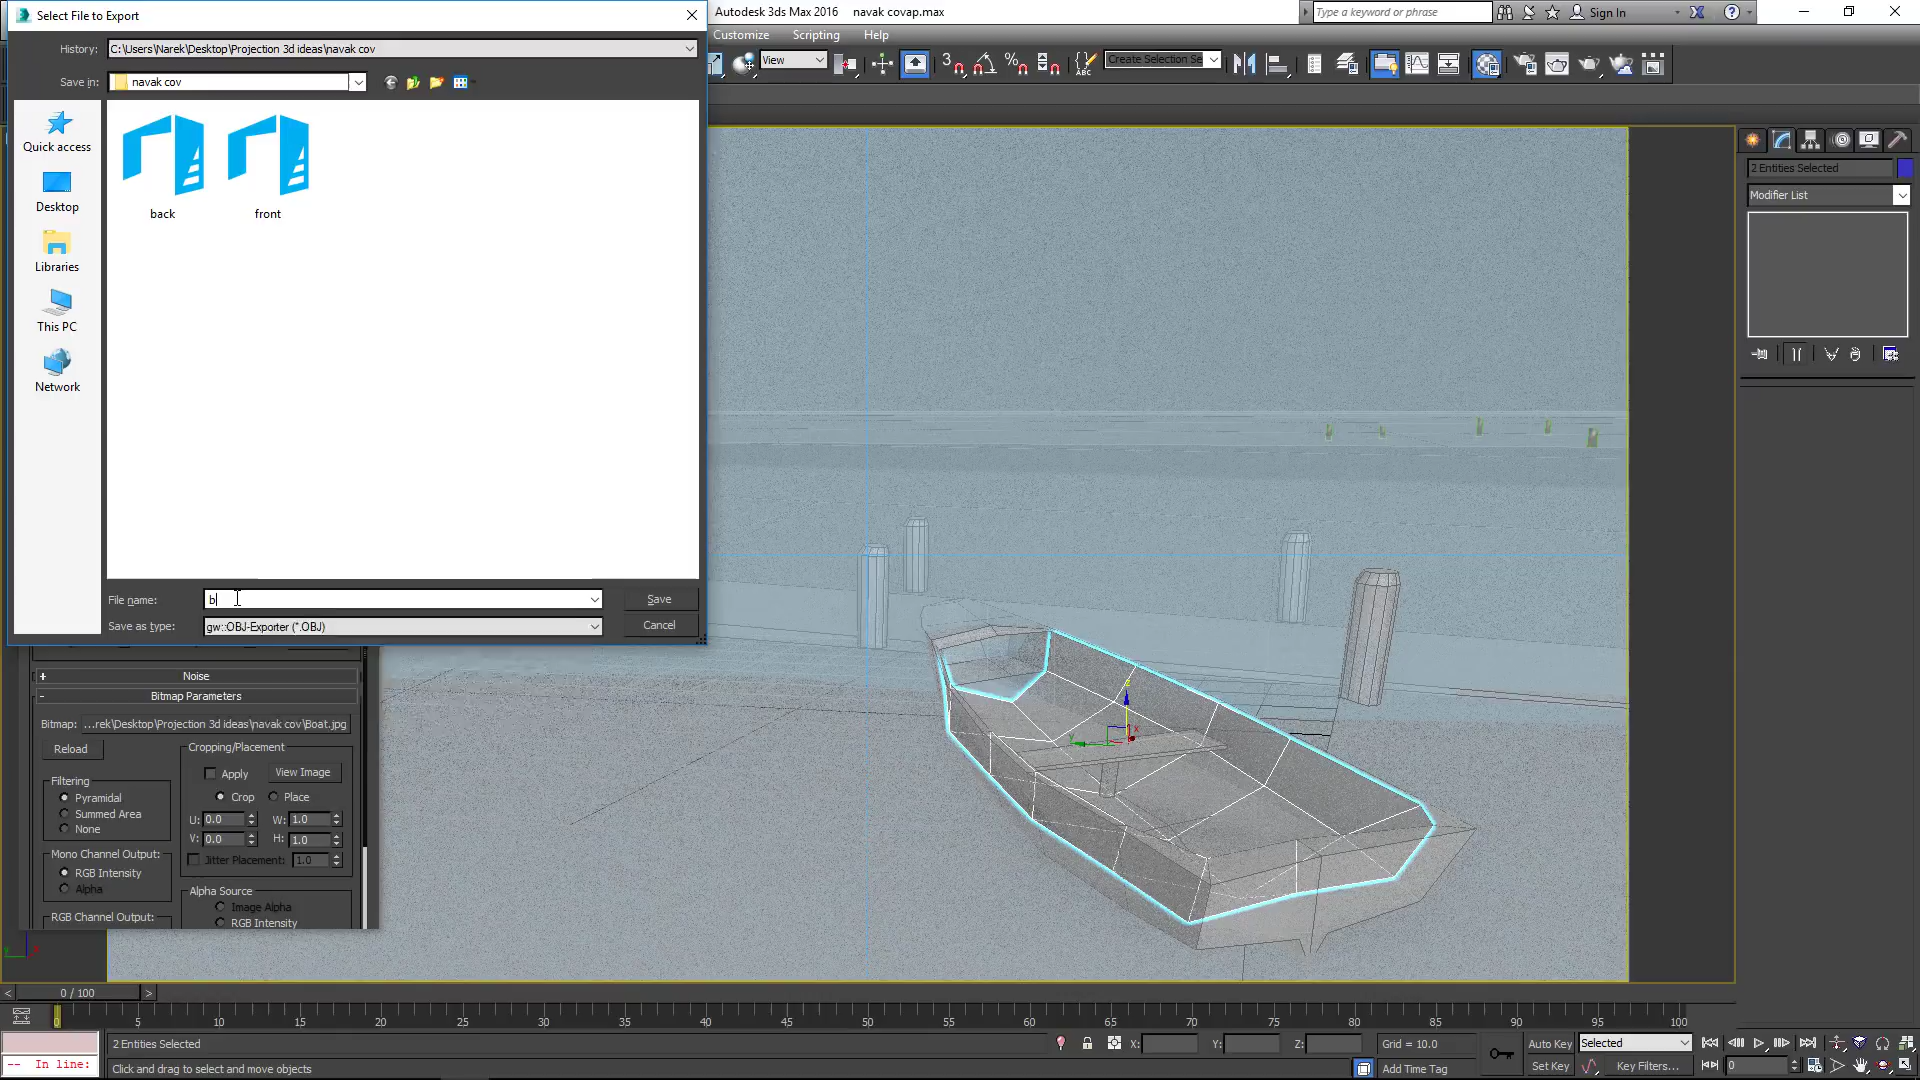 Select File to Export
Autodesk 3ds Max 2016 navak covap.max
Type a keyword or phrase
Sign In
History: C:\Users\Narek\Desktop\Projection 3d ideas\navak cov
Customize Scripting Help
Save in: navak cov
View
Create Selection Se
Quick access
Desktop
Libraries
This PC
Network
back front
2 Entities Selected
Modifier List
File name: b
Save
Save as type: gw::OBJ-Exporter (*.OBJ)
Cancel
+ Noise
- Bitmap Parameters
Bitmap: ...rek\Desktop\Projection 3d ideas\navak cov\Boat.jpg
Reload
Cropping/Placement
Apply View Image
Crop Place
U: 0.0 W: 1.0
V: 0.0 H: 1.0
Jitter Placement: 1.0
Filtering
Pyramidal
Summed Area
None
Mono Channel Output:
RGB Intensity
Alpha
RGB Channel Output:
Alpha Source
Image Alpha
RGB Intensity
z
x
y
< 0 / 100 >
5 10 15 20 25 30 35 40 45 50 55 60 65 70 75 80 85 90 95 100
2 Entities Selected
X: Y: Z: Grid = 10.0
Auto Key Selected
-- In line:
Click and drag to select and move objects
Add Time Tag
Set Key Key Filters...
0